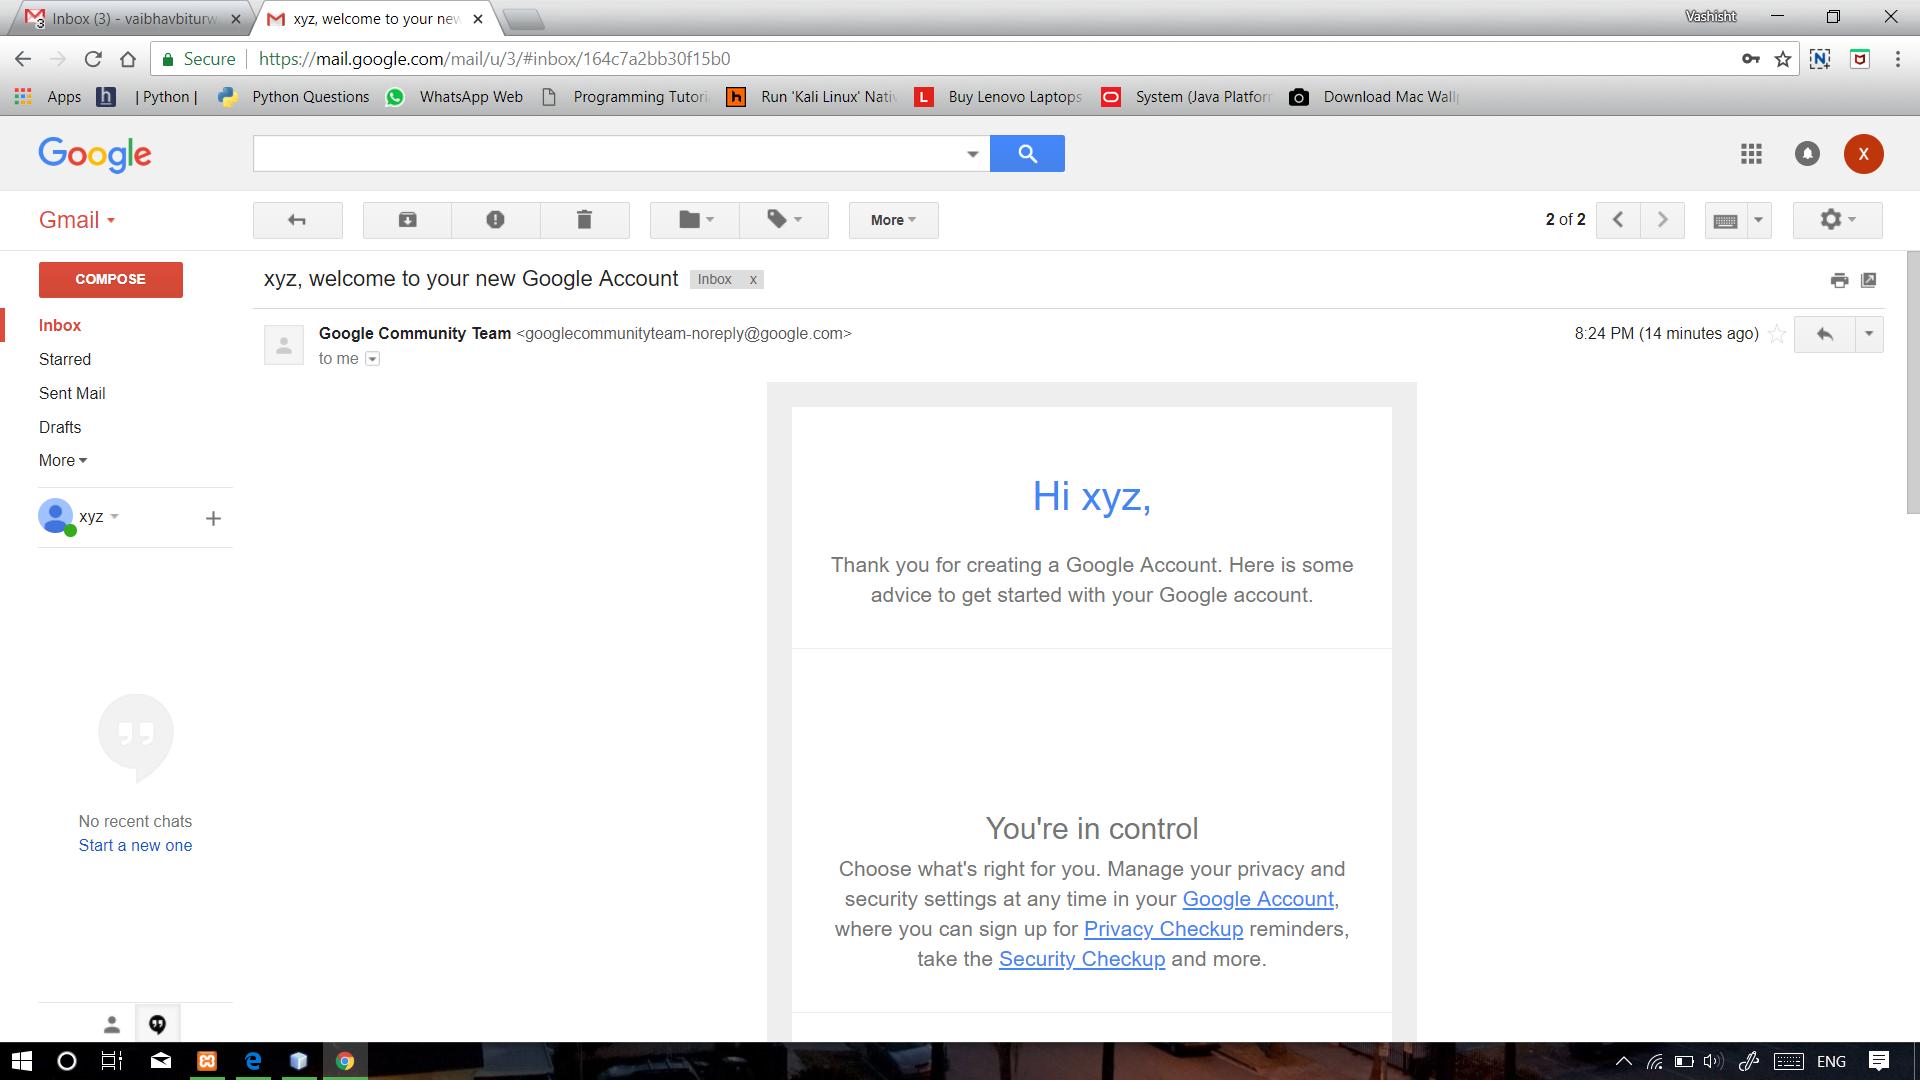 Inbox (3) - vaibhavbiturw
xyz, welcome to your new
Vashisht
Secure
https://mail.google.com/mail/u/3/#inbox/164c7a2bb30f15b0
Apps
| Python |
Python Questions
WhatsApp Web
Programming Tutori
Run 'Kali Linux' Nativ
Buy Lenovo Laptops
System (Java Platfor
Download Mac Wall
Google
Gmail
More
2 of 2
COMPOSE
xyz, welcome to your new Google Account
Inbox x
Inbox
Google Community Team <googlecommunityteam-noreply@google.com>
8:24 PM (14 minutes ago)
to me
Starred
Sent Mail
Drafts
More
xyz
Hi xyz,
Thank you for creating a Google Account. Here is some
advice to get started with your Google account.
You're in control
Choose what's right for you. Manage your privacy and
security settings at any time in your Google Account,
where you can sign up for Privacy Checkup reminders,
take the Security Checkup and more.
No recent chats
Start a new one
ENG